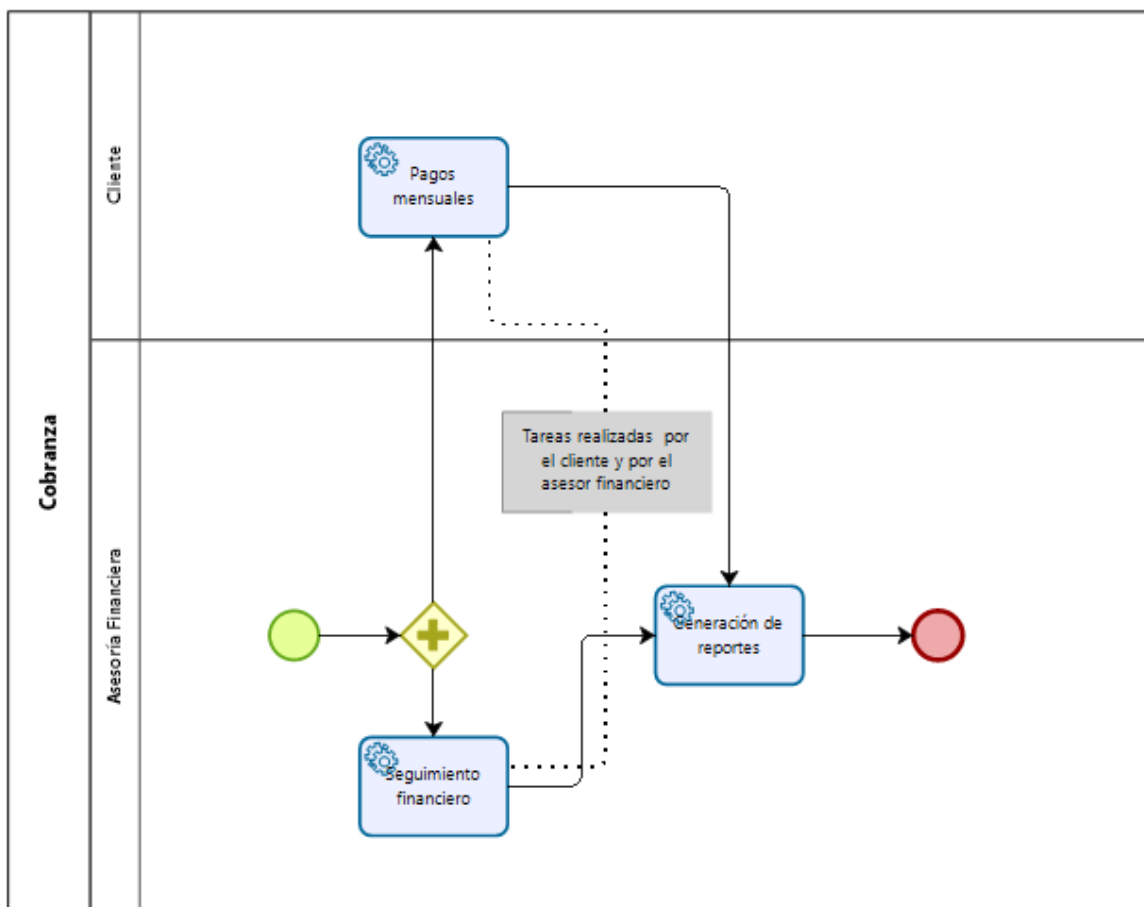 Cobranza
Cliente
Pagos
mensuales
Asesoría Financiera
Tareas realizadas por
el cliente y por el
asesor financiero
Generación de
reportes
Seguimiento
financiero